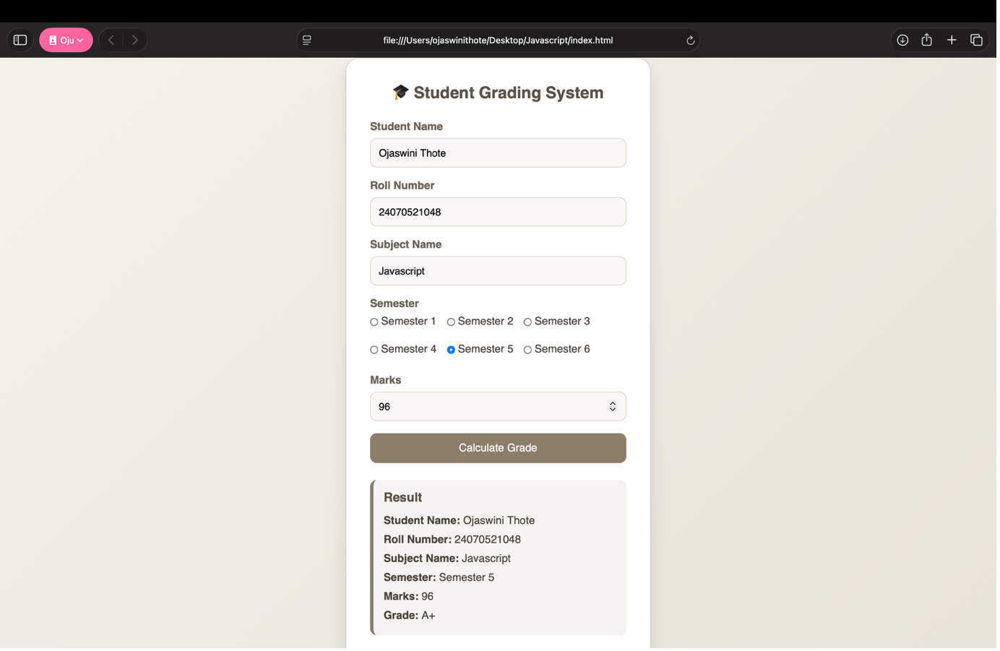 Oju
file:///Users/ojaswinithote/Desktop/Javascript/index.html
🎓 Student Grading System
Student Name
Ojaswini Thote
Roll Number
24070521048
Subject Name
Javascript
Semester
Semester 1 Semester 2 Semester 3
Semester 4 Semester 5 Semester 6
Marks
96
Calculate Grade
Result
Student Name: Ojaswini Thote
Roll Number: 24070521048
Subject Name: Javascript
Semester: Semester 5
Marks: 96
Grade: A+